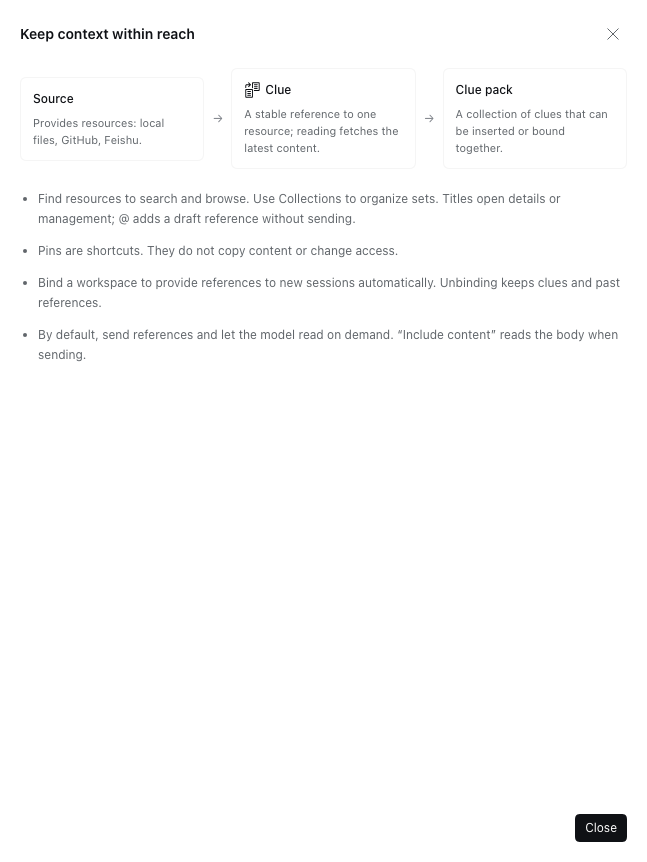 Keep context within reach
Source
Provides resources: local
files, GitHub, Feishu.
→
Clue
A stable reference to one
resource; reading fetches the
latest content.
→
Clue pack
A collection of clues that can
be inserted or bound
together.
• Find resources to search and browse. Use Collections to organize sets. Titles open details or
management; @ adds a draft reference without sending.
• Pins are shortcuts. They do not copy content or change access.
• Bind a workspace to provide references to new sessions automatically. Unbinding keeps clues and past
references.
• By default, send references and let the model read on demand. “Include content” reads the body when
sending.
Close